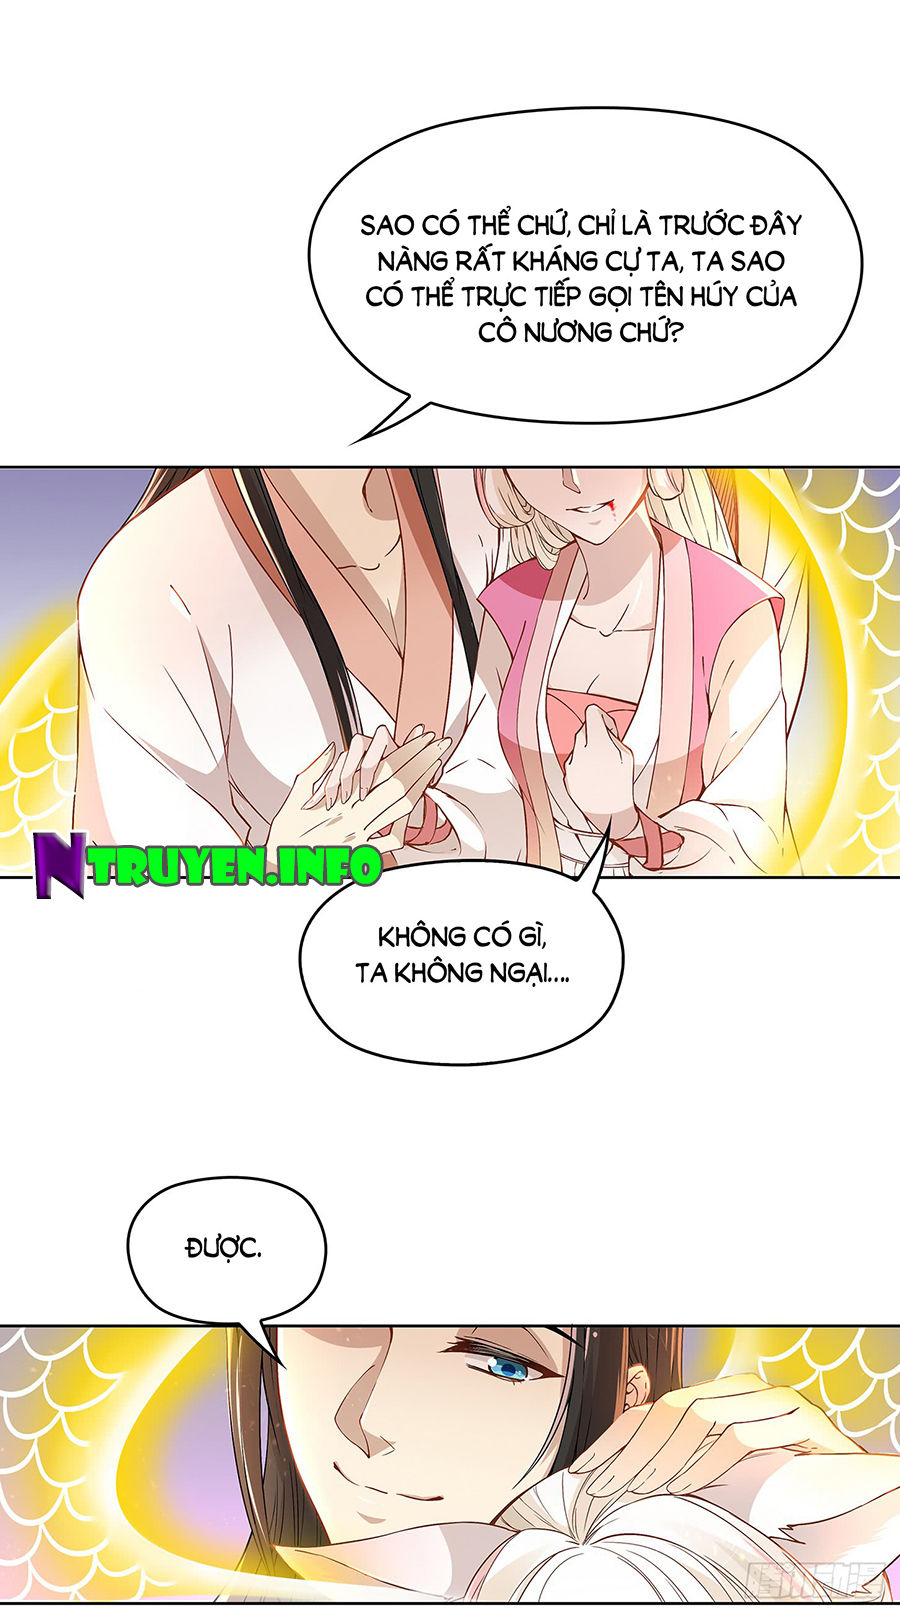 SAO CÓ THỂ CHỨ, CHỈ LÀ TRƯỚC ĐÂY
NÀNG RẤT KHÁNG CỰ TA, TA SAO
CÓ THỂ TRỰC TIẾP GỌI TÊN HÚY CỦA
CÔ NƯƠNG CHỨ?
NTRUYEN.INFO
KHÔNG CÓ GÌ,
TA KHÔNG NGẠI....
ĐƯỢC.